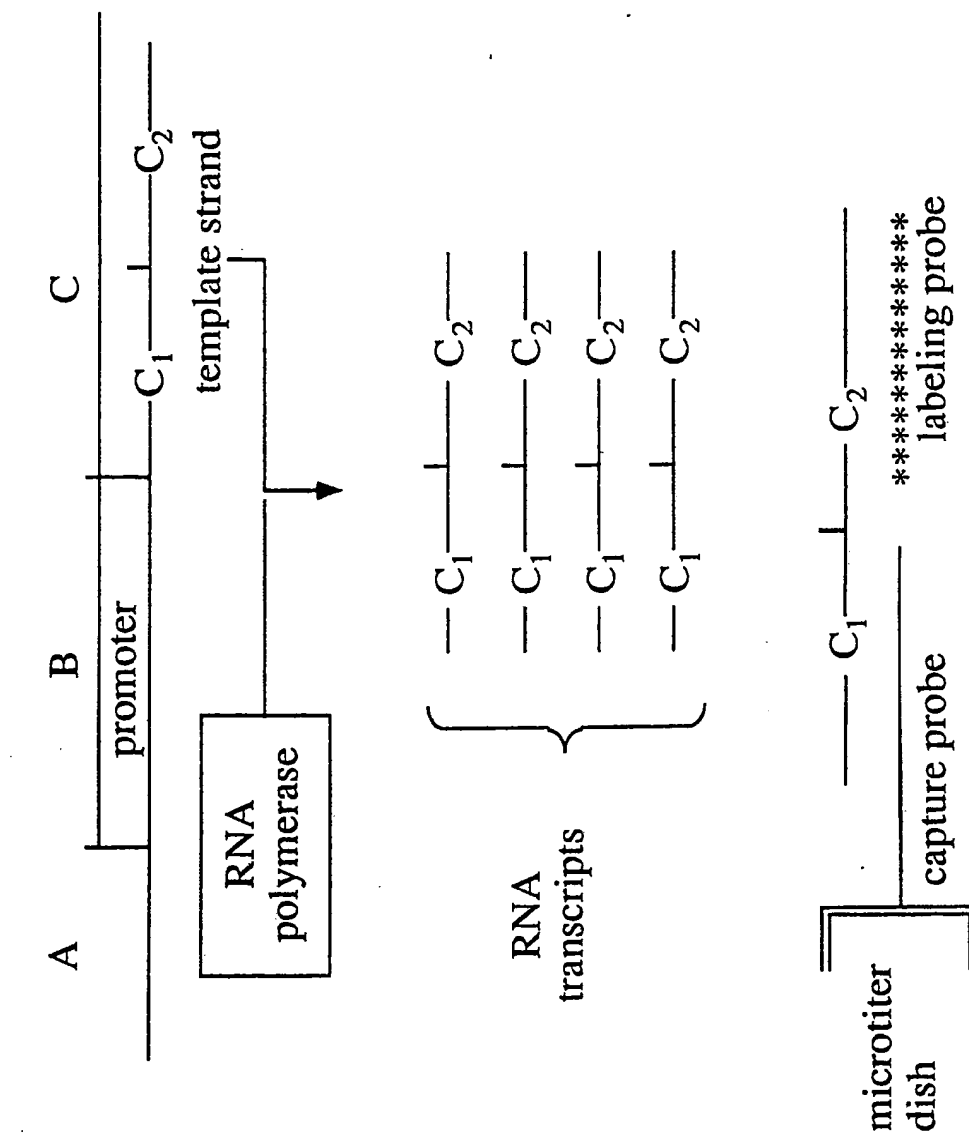 A B C
promoter
C1 C2
template strand
RNA
polymerase
RNA
transcripts
C1 C2
C1 C2
C1 C2
C1 C2
C1 C2
microtiter
dish
capture probe
**************
labeling probe